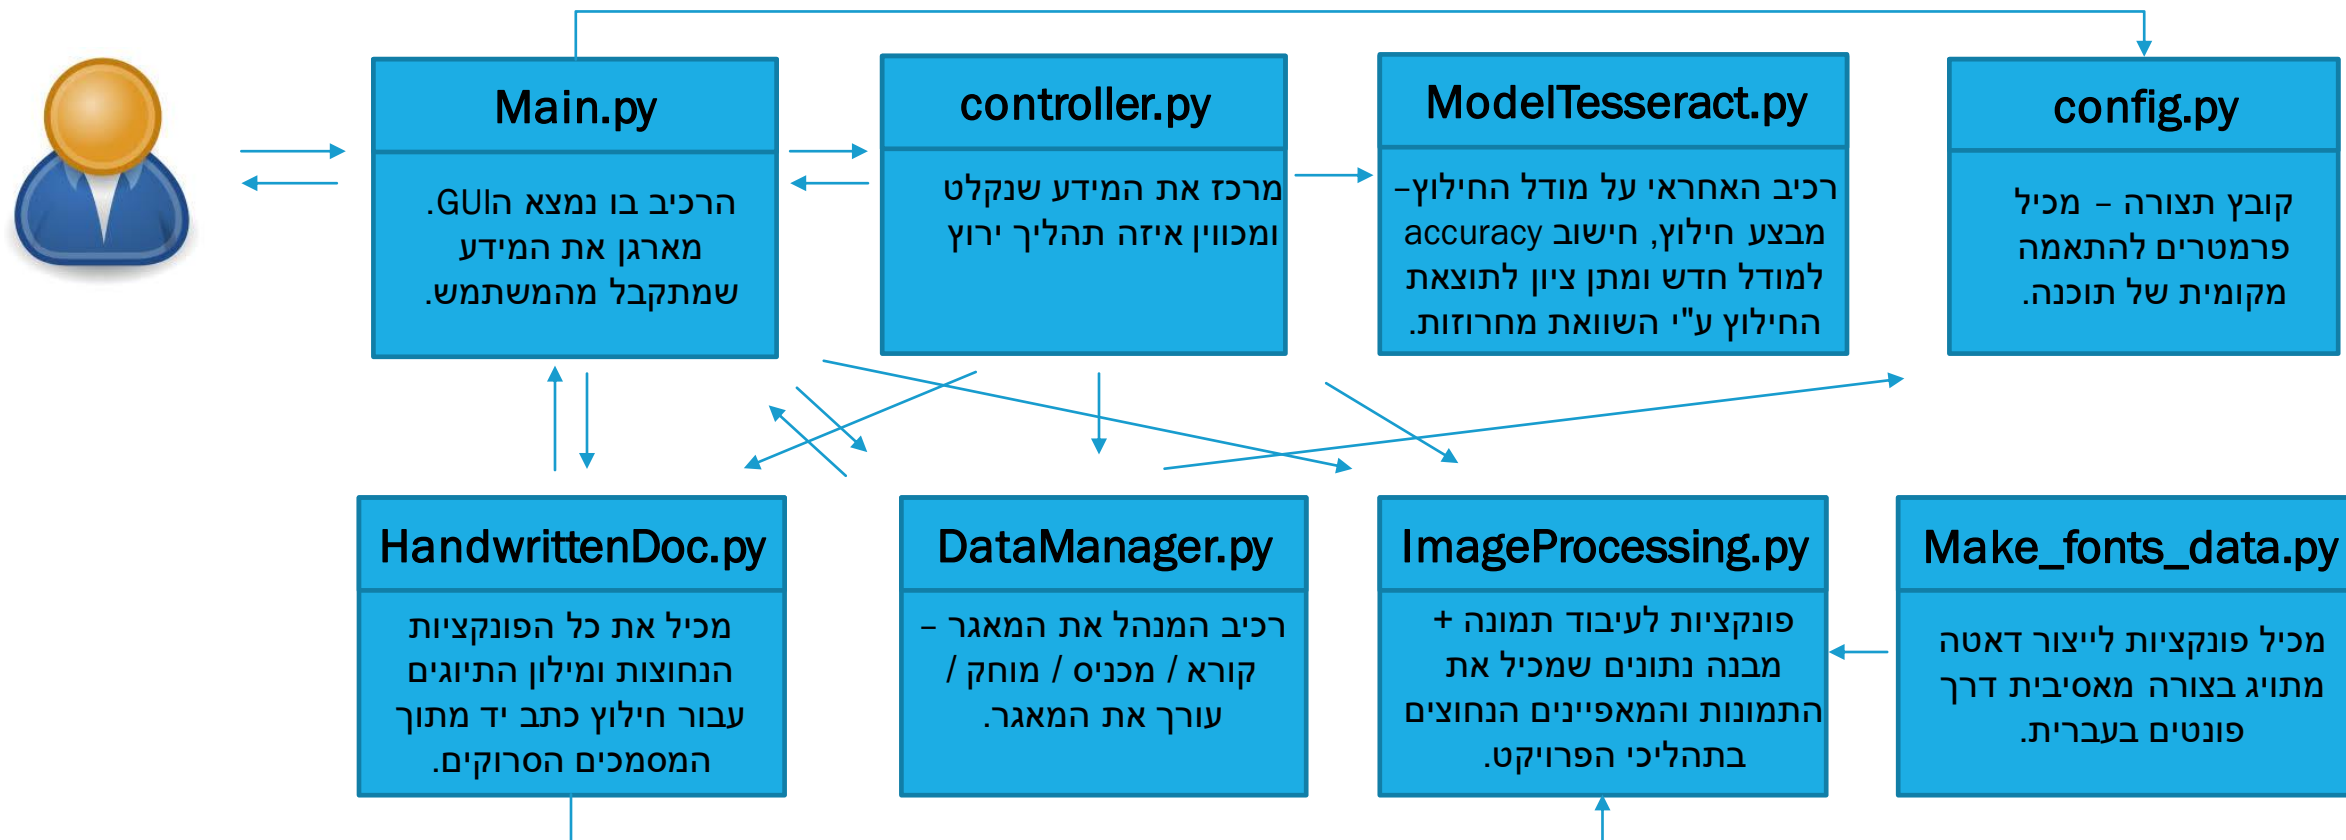 Main.py
הרכיב בו נמצא הGUI.
מארגן את המידע
שמתקבל מהמשתמש.
controller.py
מרכז את המידע שנקלט
ומכווין איזה תהליך ירוץ
ModelTesseract.py
רכיב האחראי על מודל החילוץ–
מבצע חילוץ, חישוב accuracy
למודל חדש ומתן ציון לתוצאת
החילוץ ע"י השוואת מחרוזות.
config.py
קובץ תצורה – מכיל
פרמטרים להתאמה
מקומית של תוכנה.
HandwrittenDoc.py
מכיל את כל הפונקציות
הנחוצות ומילון התיוגים
עבור חילוץ כתב יד מתוך
המסמכים הסרוקים.
DataManager.py
רכיב המנהל את המאגר –
קורא / מכניס / מוחק /
עורך את המאגר.
ImageProcessing.py
פונקציות לעיבוד תמונה +
מבנה נתונים שמכיל את
התמונות והמאפיינים הנחוצים
בתהליכי הפרויקט.
Make_fonts_data.py
מכיל פונקציות לייצור דאטה
מתויג בצורה מאסיבית דרך
פונטים בעברית.